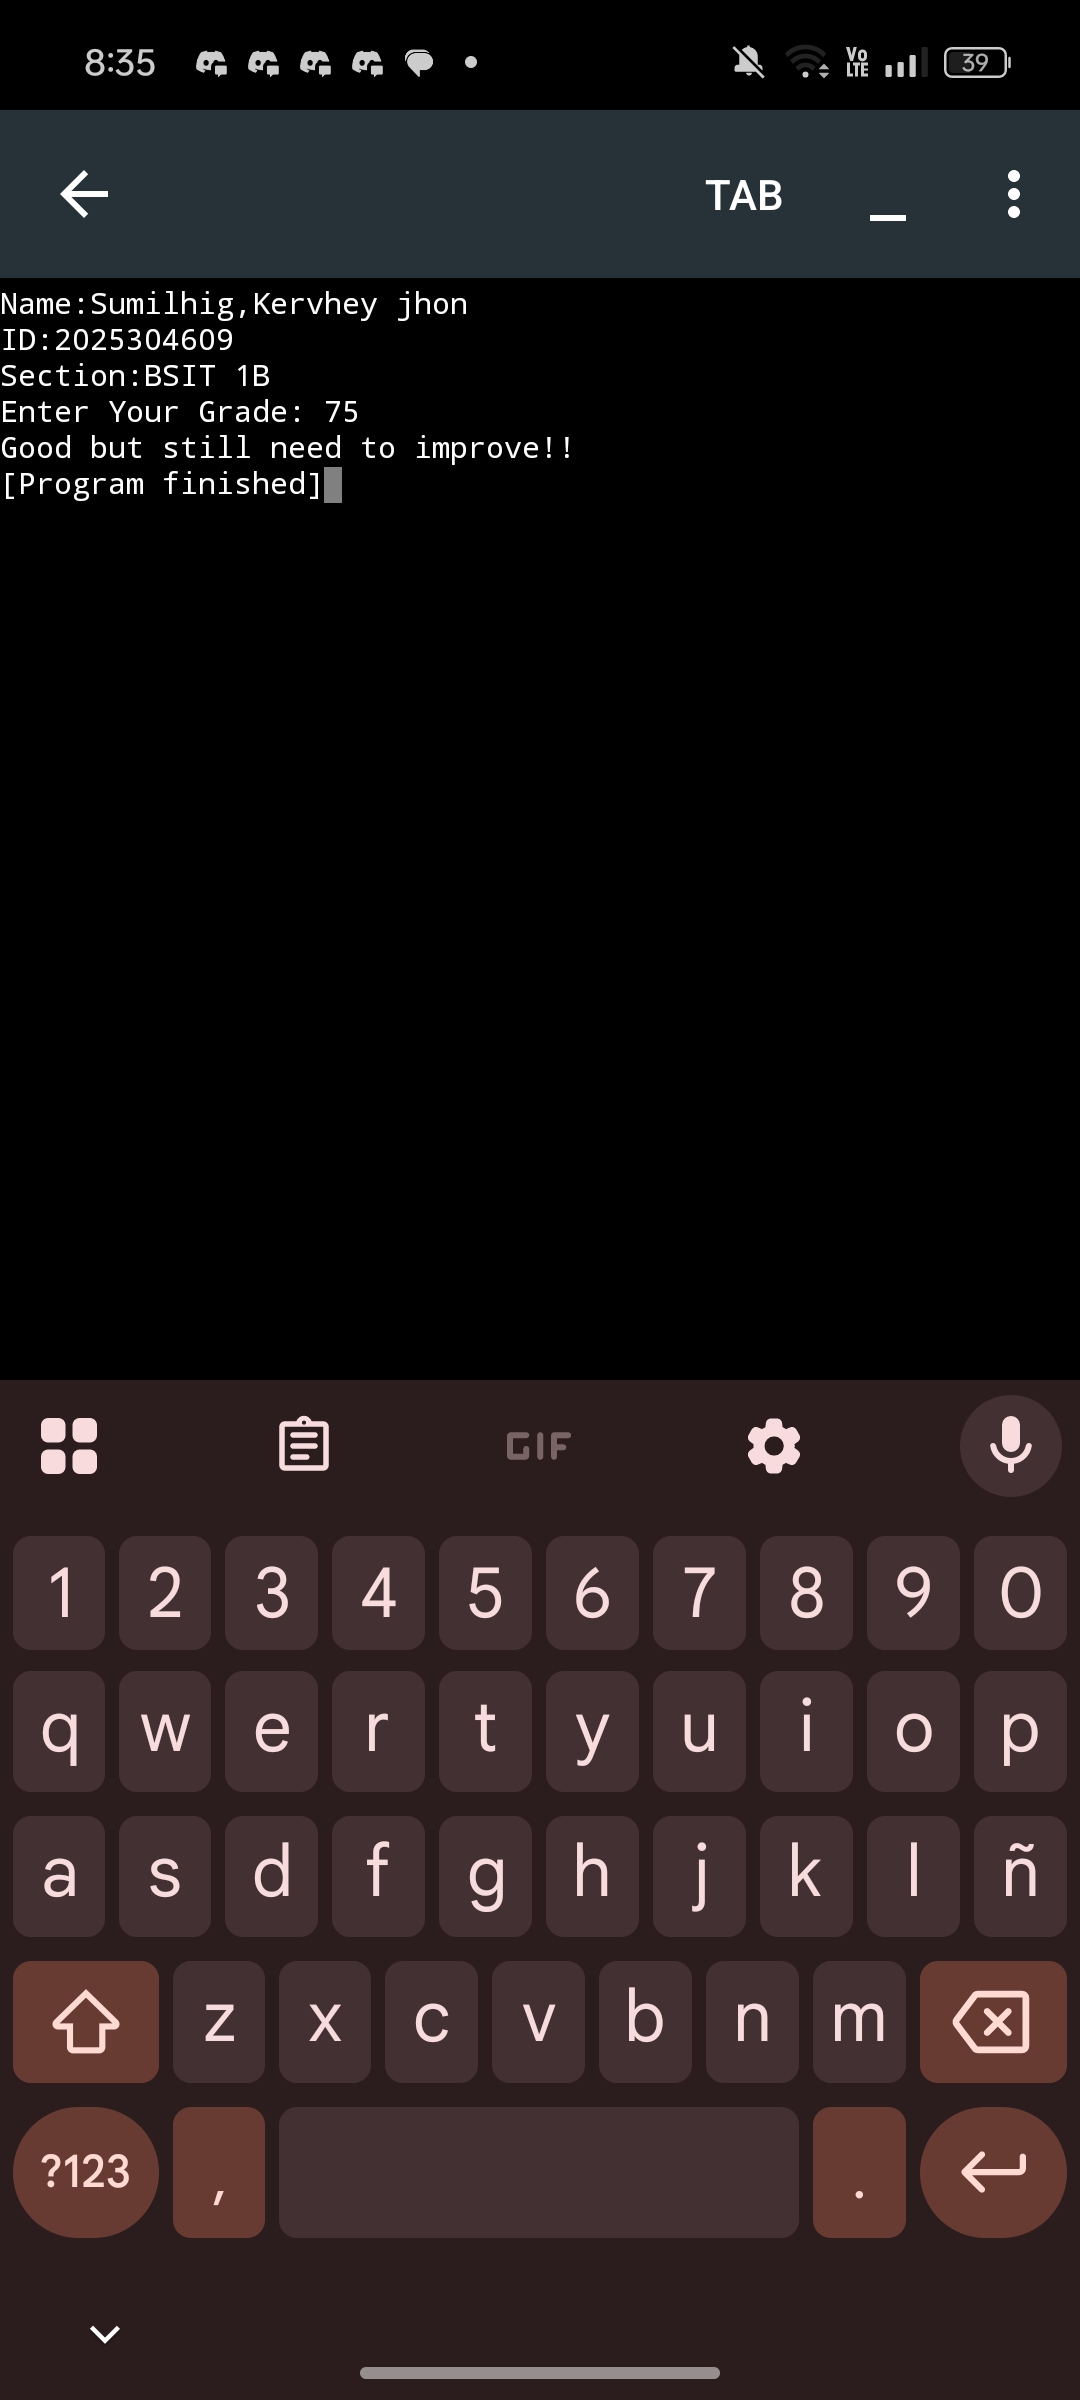 8:35
Vo
LTE
39
TAB
Name:Sumilhig,Kervhey jhon
ID:2025304609
Section:BSIT 1B
Enter Your Grade: 75
Good but still need to improve!!
[Program finished]
GIF
1 2 3 4 5 6 7 8 9 0
q w e r t y u i o p
a s d f g h j k l ñ
z x c v b n m
?123 , .